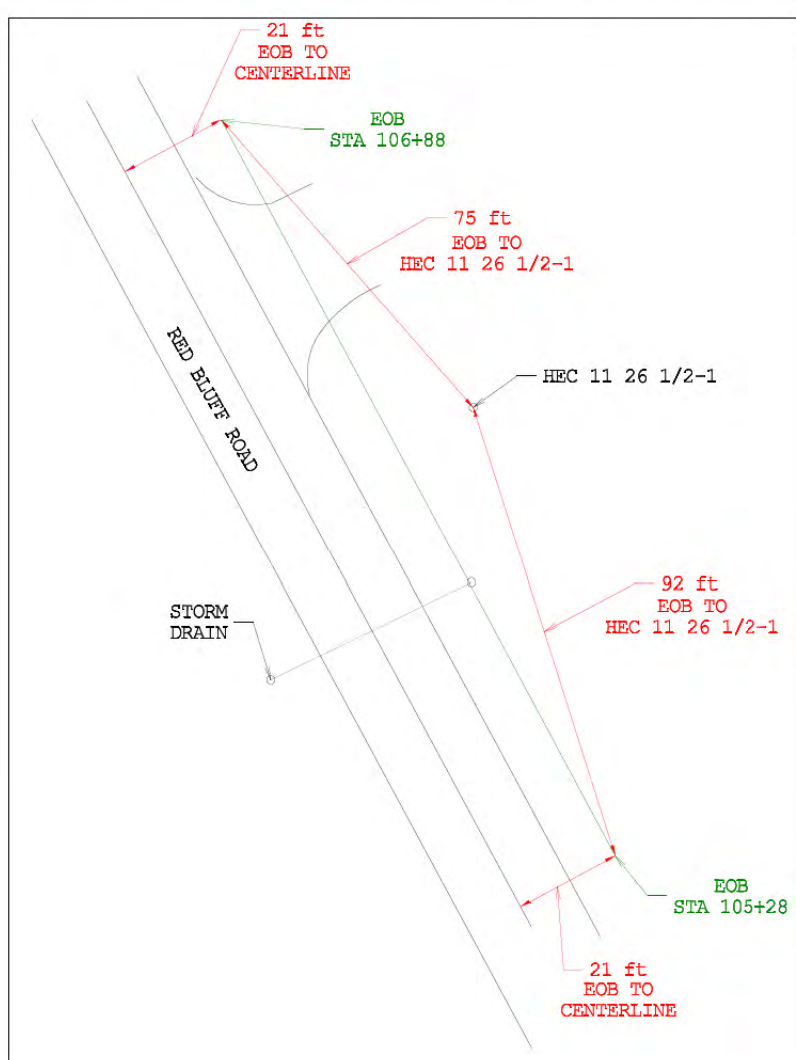 21 ft
EOB TO
CENTERLINE
EOB
STA 106+88
75 ft
EOB TO
HEC 11 26 1/2-1
RED BLUFF ROAD
HEC 11 26 1/2-1
STORM
DRAIN
92 ft
EOB TO
HEC 11 26 1/2-1
EOB
STA 105+28
21 ft
EOB TO
CENTERLINE